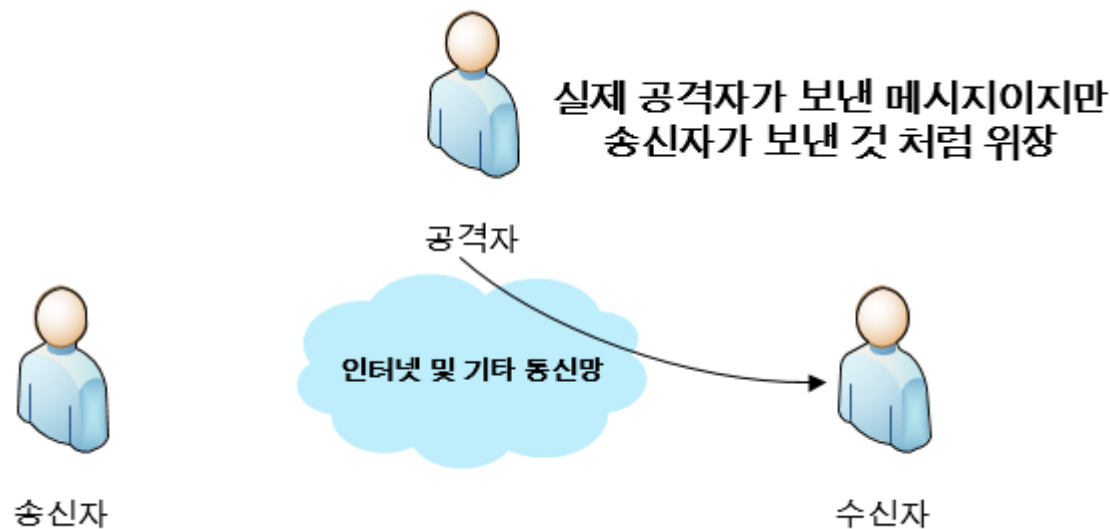 실제 공격자가 보낸 메시지이지만
송신자가 보낸 것 처럼 위장
공격자
인터넷 및 기타 통신망
송신자
수신자